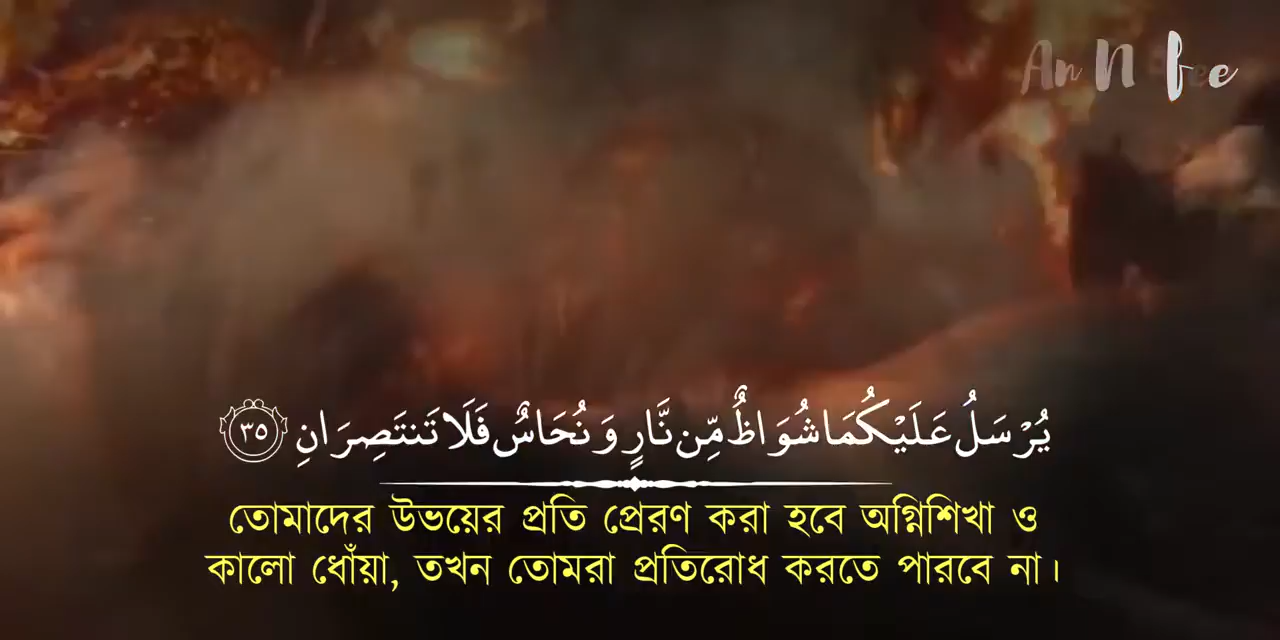 يُرْسَلُ عَلَيْكُمَا شُوَاظٌ مِّن نَّارٍ وَنُحَاسٌ فَلَا تَنتَصِرَانِ ٣٥
তোমাদের উভয়ের প্রতি প্রেরণ করা হবে অগ্নিশিখা ও
কালো ধোঁয়া, তখন তোমরা প্রতিরোধ করতে পারবে না।